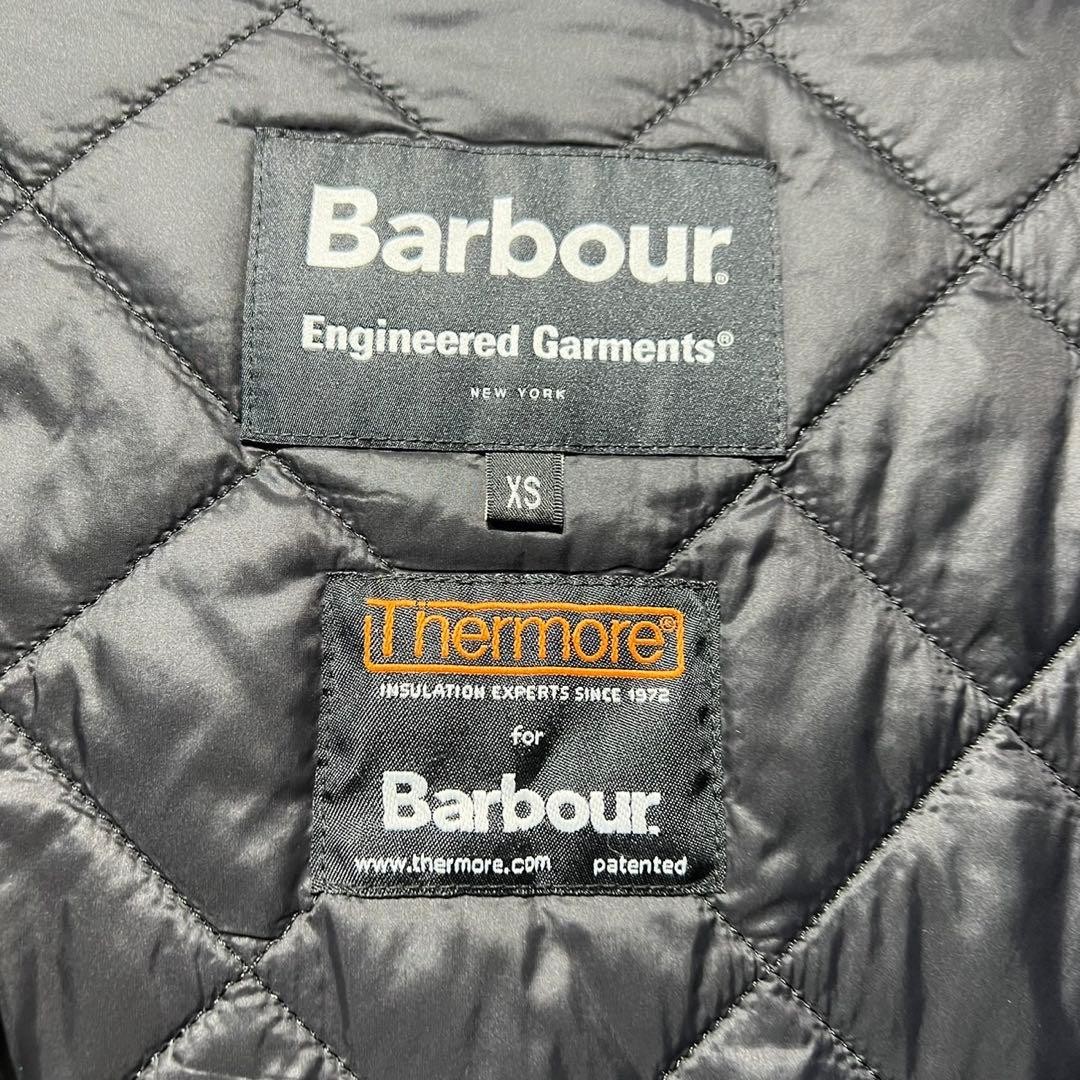 Barbour®
Engineered Garments®
NEW YORK
XS
Thermore®
INSULATION EXPERTS SINCE 1972
for
Barbour.
www.thermore.com patented